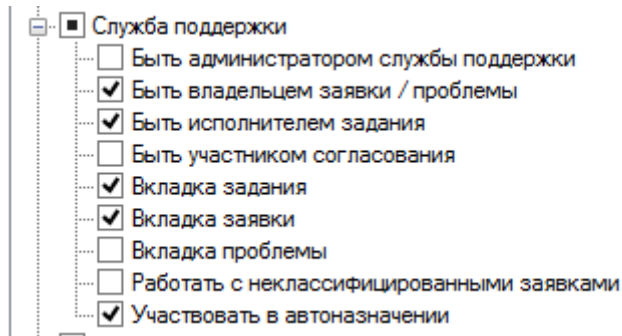 Служба поддержки
Быть администратором службы поддержки
Быть владельцем заявки / проблемы
Быть исполнителем задания
Быть участником согласования
Вкладка задания
Вкладка заявки
Вкладка проблемы
Работать с неклассифицированными заявками
Участвовать в автоназначении